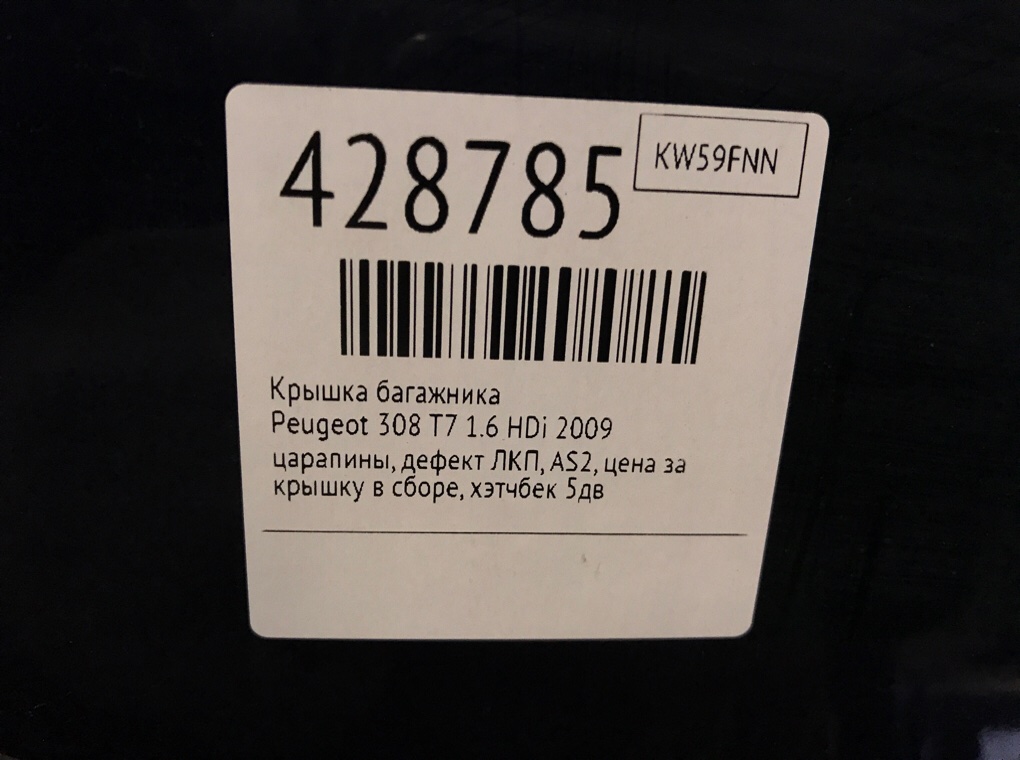 428785
KW59FNN
Крышка багажника
Peugeot 308 T7 1.6 HDi 2009
царапины, дефект ЛКП, AS2, цена за
крышку в сборе, хэтчбек 5дв